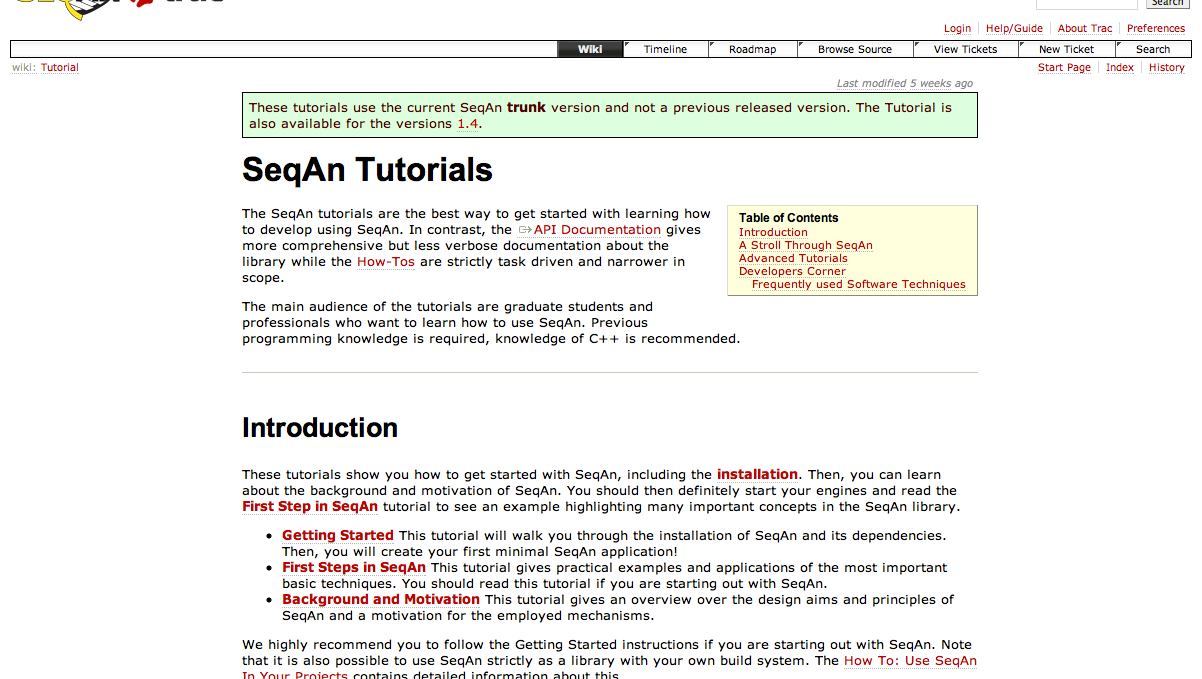 Search
Login Help/Guide About Trac Preferences
Wiki Timeline Roadmap Browse Source View Tickets New Ticket Search
wiki: Tutorial Start Page Index History
Last modified 5 weeks ago
These tutorials use the current SeqAn trunk version and not a previous released version. The Tutorial is
also available for the versions 1.4.
SeqAn Tutorials
The SeqAn tutorials are the best way to get started with learning how
to develop using SeqAn. In contrast, the API Documentation gives
more comprehensive but less verbose documentation about the
library while the How-Tos are strictly task driven and narrower in
scope.
Table of Contents
Introduction
A Stroll Through SeqAn
Advanced Tutorials
Developers Corner
Frequently used Software Techniques
The main audience of the tutorials are graduate students and
professionals who want to learn how to use SeqAn. Previous
programming knowledge is required, knowledge of C++ is recommended.
Introduction
These tutorials show you how to get started with SeqAn, including the installation. Then, you can learn
about the background and motivation of SeqAn. You should then definitely start your engines and read the
First Step in SeqAn tutorial to see an example highlighting many important concepts in the SeqAn library.
• Getting Started This tutorial will walk you through the installation of SeqAn and its dependencies.
Then, you will create your first minimal SeqAn application!
• First Steps in SeqAn This tutorial gives practical examples and applications of the most important
basic techniques. You should read this tutorial if you are starting out with SeqAn.
• Background and Motivation This tutorial gives an overview over the design aims and principles of
SeqAn and a motivation for the employed mechanisms.
We highly recommend you to follow the Getting Started instructions if you are starting out with SeqAn. Note
that it is also possible to use SeqAn strictly as a library with your own build system. The How To: Use SeqAn
In Your Projects contains detailed information about this.